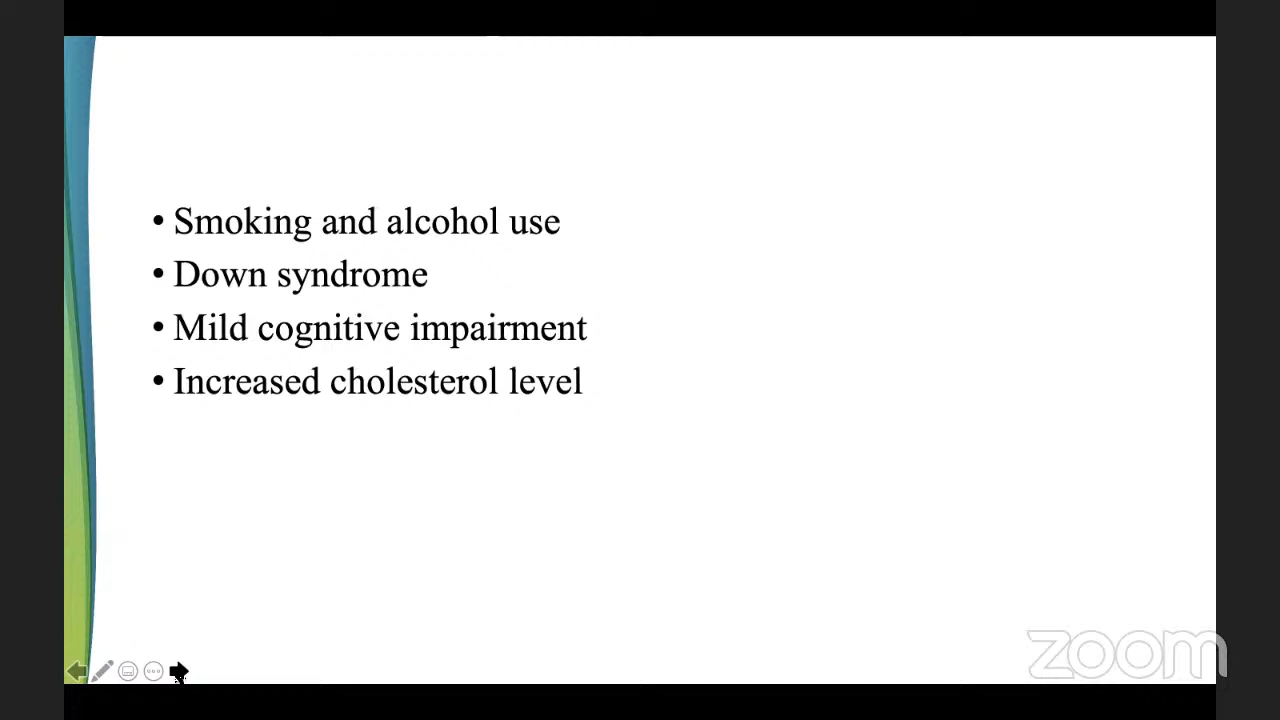 • Smoking and alcohol use
• Down syndrome
• Mild cognitive impairment
• Increased cholesterol level
zoom